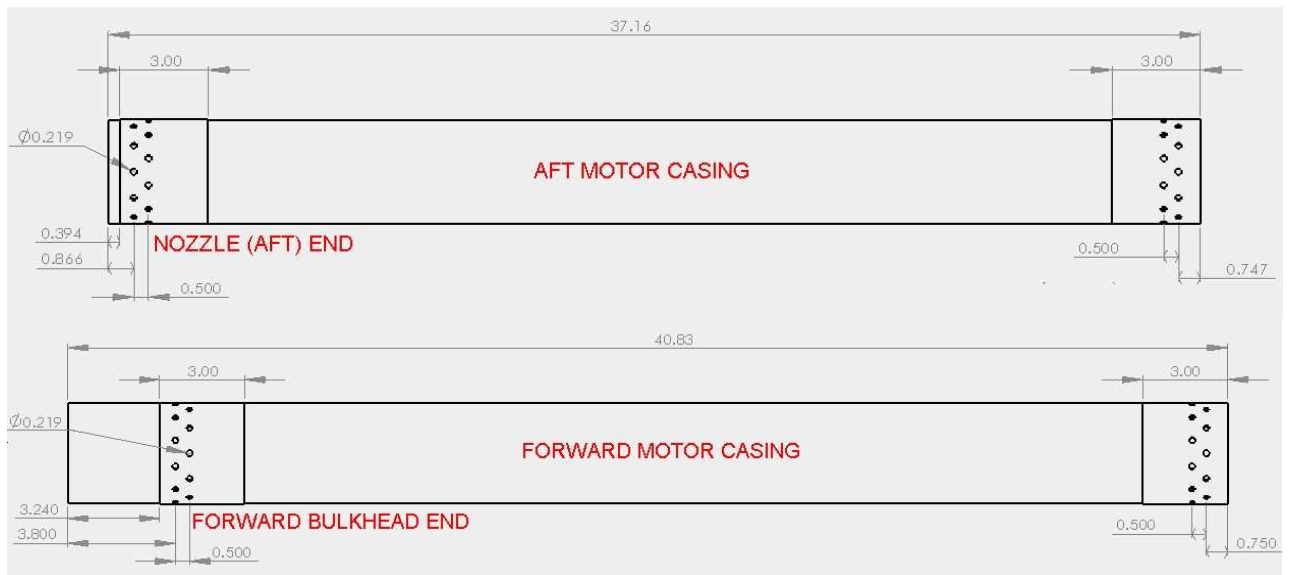 37.16
3.00
3.00
Ø0.219
AFT MOTOR CASING
0.394
NOZZLE (AFT) END
0.500
0.866
0.747
0.500
40.83
3.00
3.00
Ø0.219
FORWARD MOTOR CASING
3.240
FORWARD BULKHEAD END
0.500
3.800
0.750
0.500